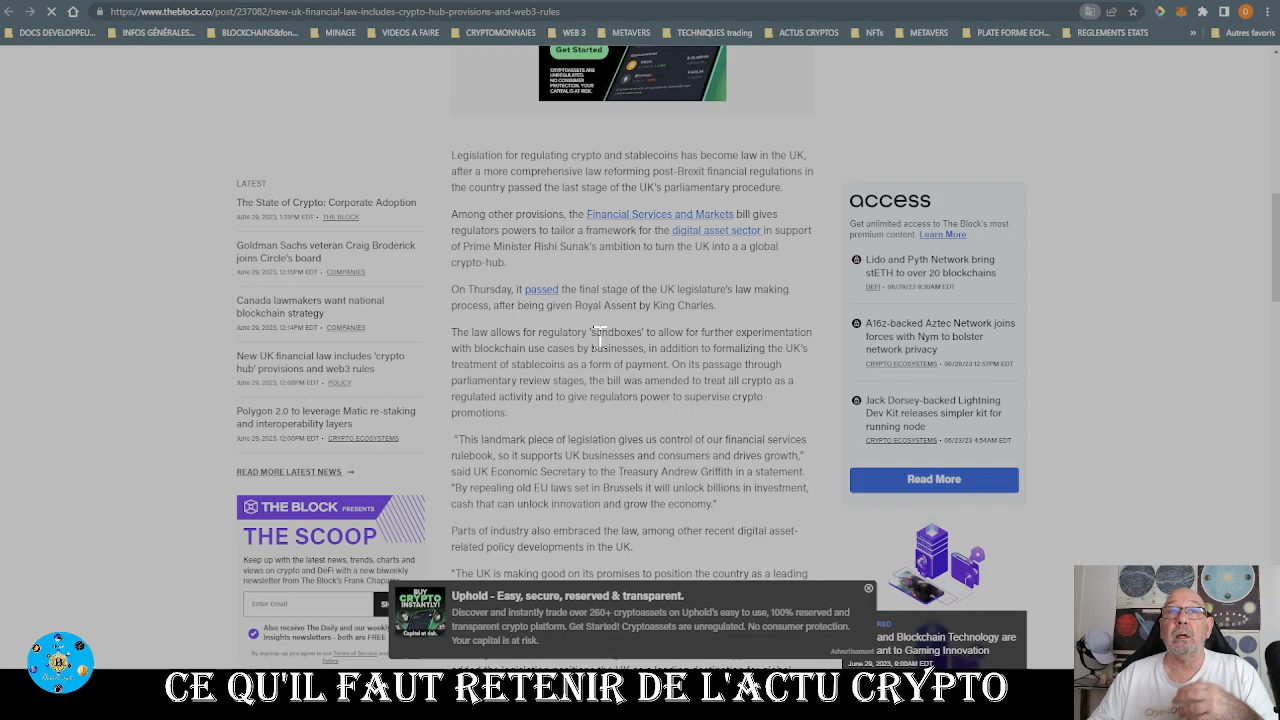 https://www.theblock.co/post/237082/new-uk-financial-law-includes-crypto-hub-and-web3-rules
DOCS DEVELOPPEU... INFOS GÉNÉRALES... BLOCKCHAINS&fon... MINAGE VIDEOS A FAIRE CRYPTOMONNAIES WEB 3 METAVERS TECHNIQUES trading ACTUS CRYPTOS NFTs METAVERS PLATE FORME ECH... REGLEMENTS ETATS » Autres favoris
Get Started
CRYPTOASSETS ARE
UNREGULATED.
NO CONSUMER
PROTECTION. YOUR
CAPITAL IS AT RISK.
LATEST
The State of Crypto: Corporate Adoption
June 29, 2023, 1:31PM EDT • THE BLOCK
Goldman Sachs veteran Craig Broderick
joins Circle's board
June 29, 2023, 12:15PM EDT • COMPANIES
Canada lawmakers want national
blockchain strategy
June 29, 2023, 12:14PM EDT • COMPANIES
New UK financial law includes 'crypto
hub' provisions and web3 rules
June 29, 2023, 12:08PM EDT • POLICY
Polygon 2.0 to leverage Matic re-staking
and interoperability layers
June 29, 2023, 12:00PM EDT • CRYPTO ECOSYSTEMS
READ MORE LATEST NEWS →
THE BLOCK PRESENTS
THE SCOOP
Keep up with the latest news, trends, charts and
views on crypto and DeFi with a new biweekly
newsletter from The Block's Frank Chapa
Enter Email
SI
Also receive The Daily and our weekly
Insights newsletters - both are FREE
By signing-up you agree to our Terms of Service and
Policy
Legislation for regulating crypto and stablecoins has become law in the UK,
after a more comprehensive law reforming post-Brexit financial regulations in
the country passed the last stage of the UK's parliamentary procedure.
Among other provisions, the Financial Services and Markets bill gives
regulators powers to tailor a framework for the digital asset sector in support
of Prime Minister Rishi Sunak's ambition to turn the UK into a a global
crypto-hub.
On Thursday, it passed the final stage of the UK legislature's law making
process, after being given Royal Assent by King Charles.
The law allows for regulatory 'sandboxes' to allow for further experimentation
with blockchain use cases by businesses, in addition to formalizing the UK's
treatment of stablecoins as a form of payment. On its passage through
parliamentary review stages, the bill was amended to treat all crypto as a
regulated activity and to give regulators power to supervise crypto
promotions.
"This landmark piece of legislation gives us control of our financial services
rulebook, so it supports UK businesses and consumers and drives growth,"
said UK Economic Secretary to the Treasury Andrew Griffith in a statement.
"By repealing old EU laws set in Brussels it will unlock billions in investment,
cash that can unlock innovation and grow the economy."
Parts of industry also embraced the law, among other recent digital asset-
related policy developments in the UK.
"The UK is making good on its promises to position the country as a leading
access
Get unlimited access to The Block's most
premium content. Learn More
Lido and Pyth Network bring
stETH to over 20 blockchains
DEFI • 06/29/23 9:30AM EDT
A16z-backed Aztec Network joins
forces with Nym to bolster
network privacy
CRYPTO ECOSYSTEMS • 06/28/23 12:57PM EDT
Jack Dorsey-backed Lightning
Dev Kit releases simpler kit for
running node
CRYPTO ECOSYSTEMS • 06/23/23 4:54AM EDT
Read More
BUY
CRYPTO
INSTANTLY!
Capital at risk.
Uphold - Easy, secure, reserved & transparent.
Discover and instantly trade over 260+ cryptoassets on Uphold's easy to use, 100% reserved and
transparent crypto platform. Get Started! Cryptoassets are unregulated. No consumer protection.
Your capital is at risk.
Advertisement
RED
and Blockchain Technology are
ant to Gaming Innovation
June 29, 2023, 9:00AM EDT
CE QU'IL FAUT RETENIR DE L'ACTU CRYPTO